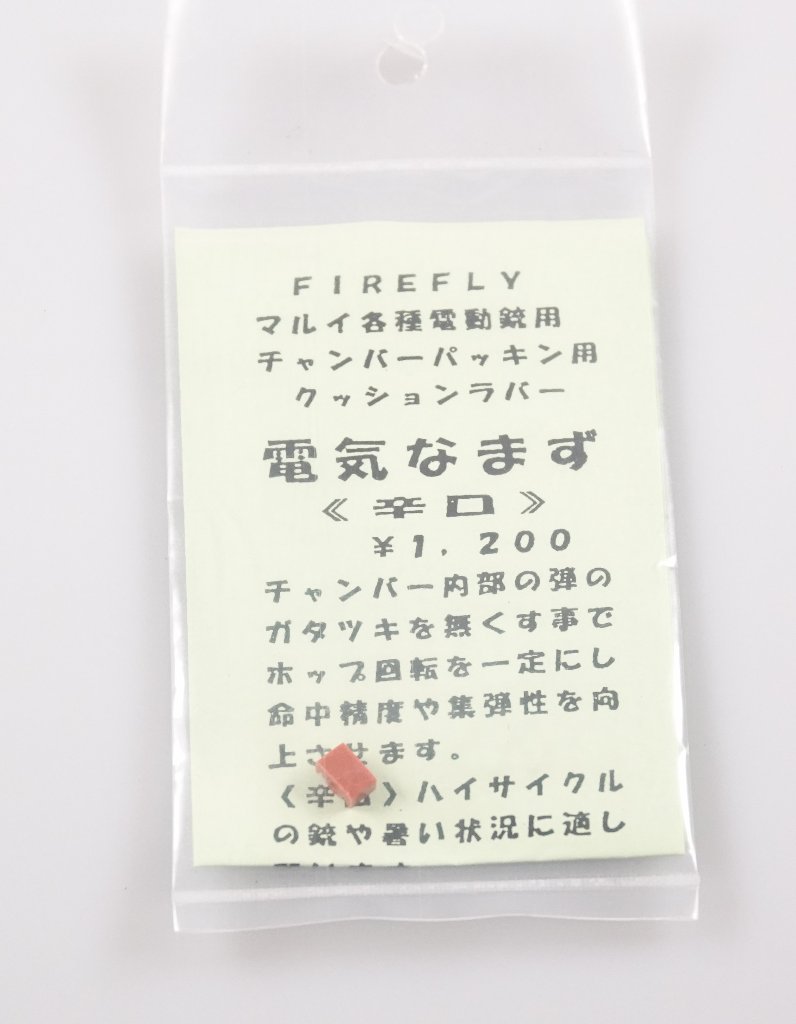 FIREFLY
マルイ各種電動銃用
チャンバーパッキン用
クッションラバー
電気なまず
《辛口》
¥1,200
チャンバー内部の弾の
ガタツキを無くす事で
ホップ回転を一定にし
命中精度や集弾性を向
上させます。
〈辛口〉ハイサイクル
の銃や暑い状況に適し